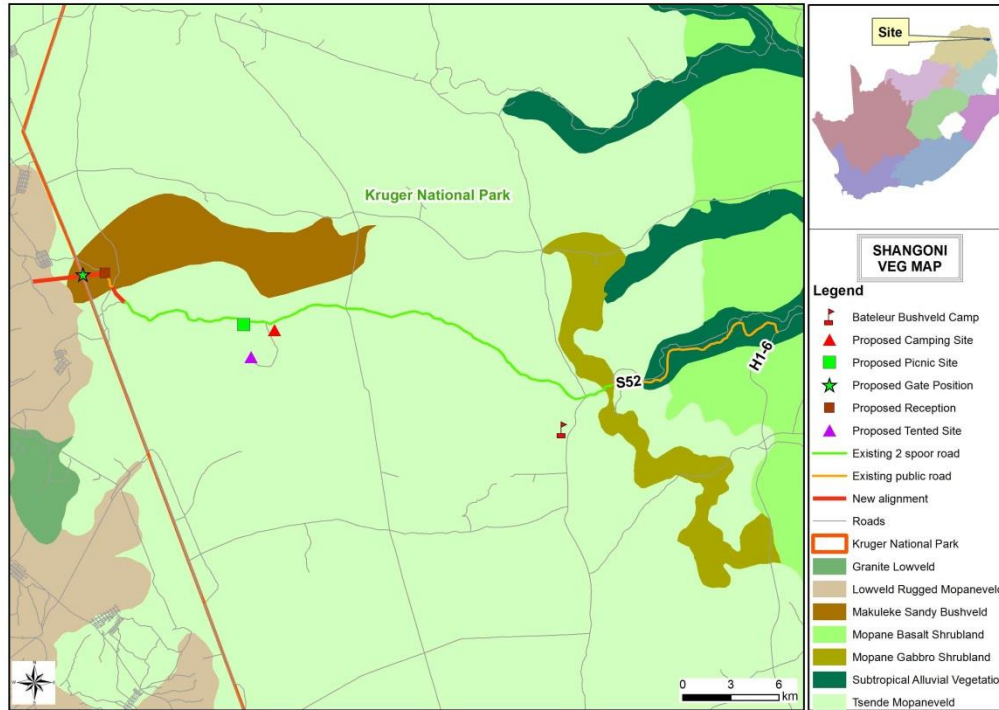 Kruger National Park
S52
H1-6
0 3 6
km
N
Site
SHANGONI
VEG MAP
Legend
Bateleur Bushveld Camp
Proposed Camping Site
Proposed Picnic Site
Proposed Gate Position
Proposed Reception
Proposed Tented Site
Existing 2 spoor road
Existing public road
New alignment
Roads
Kruger National Park
Granite Lowveld
Lowveld Rugged Mopaneveld
Makuleke Sandy Bushveld
Mopane Basalt Shrubland
Mopane Gabbro Shrubland
Subtropical Alluvial Vegetatio
Tsende Mopaneveld